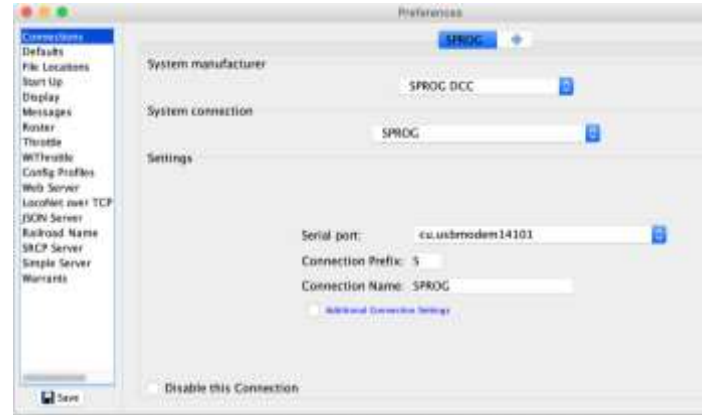 Preferences
Connections
Defaults
File Locations
Start Up
Display
Messages
Roster
Throttle
WiThrottle
Config Profiles
Web Server
LocoNet over TCP
JSON Server
Railroad Name
SRCP Server
Simple Server
Warrants
Save
SPROG +
System manufacturer
SPROG DCC
System connection
SPROG
Settings
Serial port: cu.usbmodem14101
Connection Prefix: S
Connection Name: SPROG
Additional Connection Settings
Disable this Connection